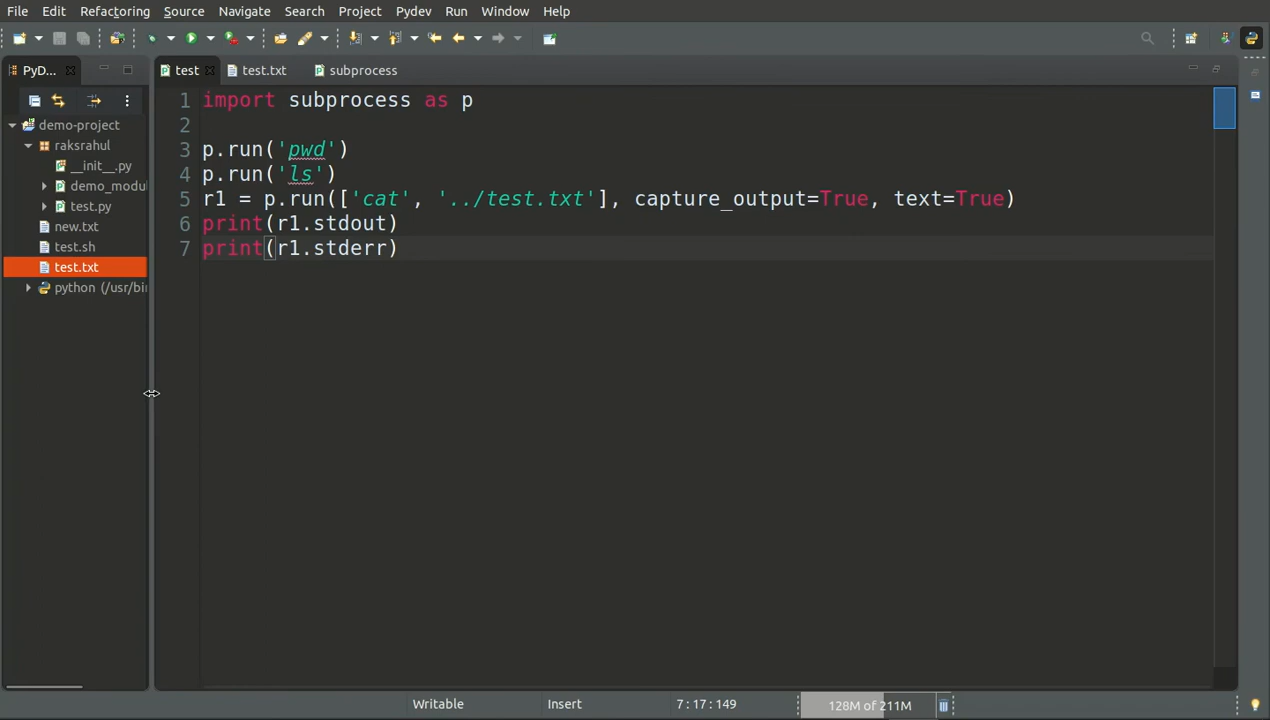 File Edit Refactoring Source Navigate Search Project Pydev Run Window Help
PyD... test test.txt subprocess
demo-project
raksrahul
__init__.py
demo_modu
test.py
new.txt
test.sh
test.txt
python (/usr/bin
1 import subprocess as p
2
3 p.run('pwd')
4 p.run('ls')
5 r1 = p.run(['cat', '../test.txt'], capture_output=True, text=True)
6 print(r1.stdout)
7 print(r1.stderr)
Writable Insert 7:17:149 128M of 211M